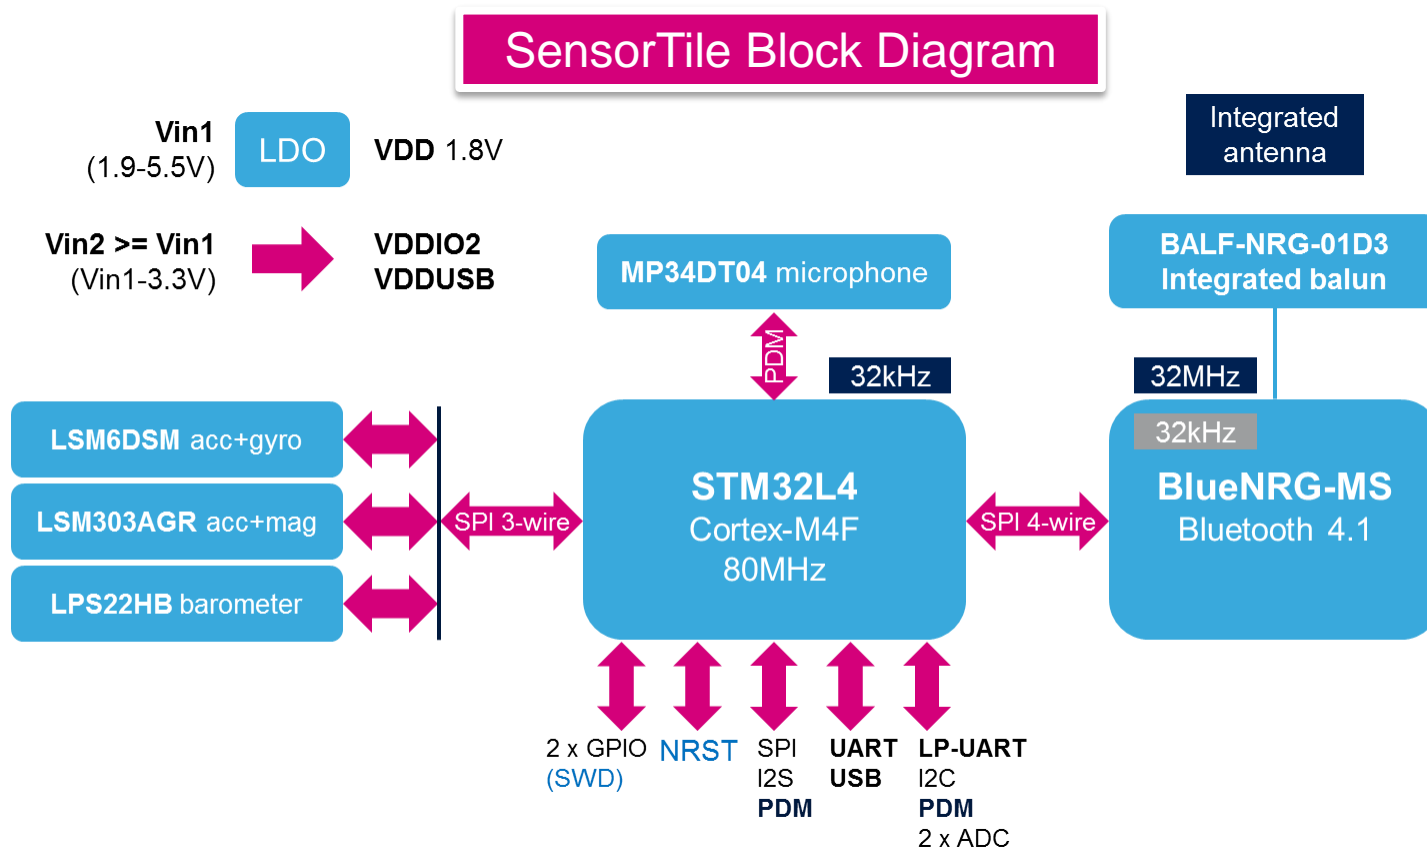 SensorTile Block Diagram
Vin1
(1.9-5.5V)
LDO
VDD 1.8V
Integrated
antenna
Vin2 >= Vin1
(Vin1-3.3V)
VDDIO2
VDDUSB
MP34DT04 microphone
BALF-NRG-01D3
Integrated balun
PDM
32kHz
32MHz
32kHz
LSM6DSM acc+gyro
LSM303AGR acc+mag
LPS22HB barometer
SPI 3-wire
STM32L4
Cortex-M4F
80MHz
SPI 4-wire
BlueNRG-MS
Bluetooth 4.1
2 x GPIO
(SWD)
NRST
SPI
I2S
PDM
UART
USB
LP-UART
I2C
PDM
2 x ADC